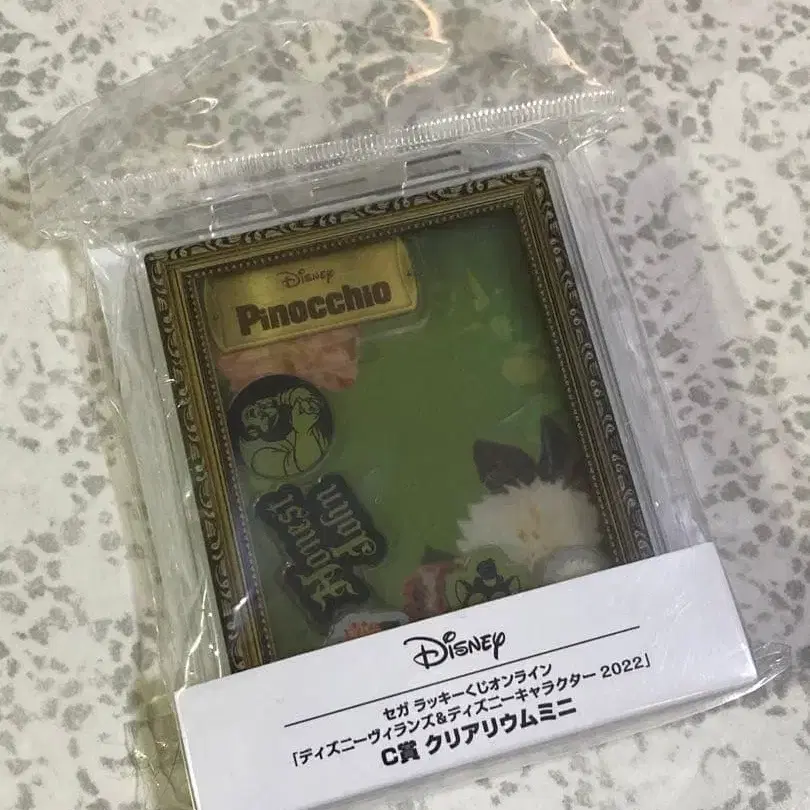 Disney
Pinocchio
Honest
John
Disney
セガ ラッキーくじオンライン
「ディズニーヴィランズ&ディズニーキャラクター 2022」
C賞 クリアリウムミニ